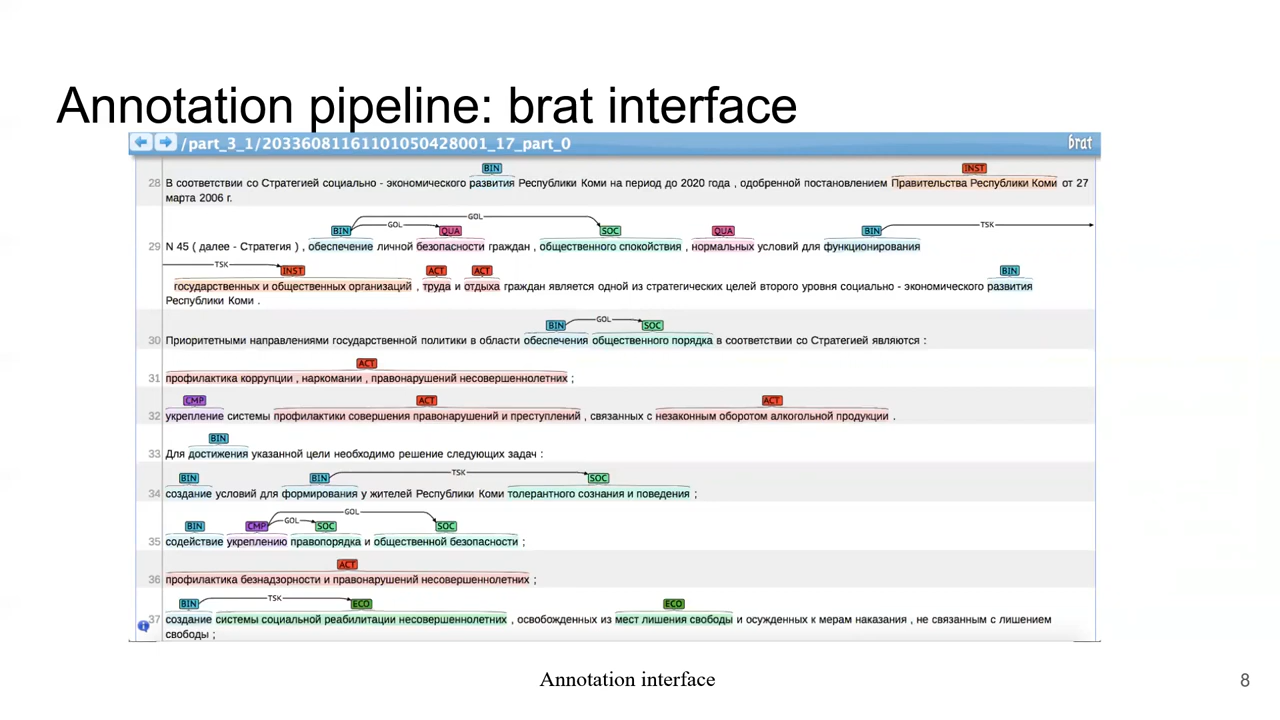 Annotation pipeline: brat interface
/part_3_1/20336081161101050428001_17_part_0 brat
BIN INST
28 В соответствии со Стратегией социально - экономического развития Республики Коми на период до 2020 года , одобренной постановлением Правительства Республики Коми от 27
марта 2006 г.
GOL
GOL TSK
BIN QUA SOC QUA BIN
29 N 45 ( далее - Стратегия ) , обеспечение личной безопасности граждан , общественного спокойствия , нормальных условий для функционирования
TSK
INST ACT ACT BIN
государственных и общественных организаций , труда и отдыха граждан является одной из стратегических целей второго уровня социально - экономического развития
Республики Коми .
GOL
BIN SOC
30 Приоритетными направлениями государственной политики в области обеспечения общественного порядка в соответствии со Стратегией являются :
ACT
31 профилактика коррупции , наркомании , правонарушений несовершеннолетних ;
CMP ACT ACT
32 укрепление системы профилактики совершения правонарушений и преступлений , связанных с незаконным оборотом алкогольной продукции .
BIN
33 Для достижения указанной цели необходимо решение следующих задач :
TSK
BIN BIN SOC
34 создание условий для формирования у жителей Республики Коми толерантного сознания и поведения ;
GOL
GOL
BIN CMP SOC SOC
35 содействие укреплению правопорядка и общественной безопасности ;
ACT
36 профилактика безнадзорности и правонарушений несовершеннолетних ;
TSK
BIN ECO ECO
37 создание системы социальной реабилитации несовершеннолетних , освобожденных из мест лишения свободы и осужденных к мерам наказания , не связанным с лишением
свободы ;
Annotation interface
8